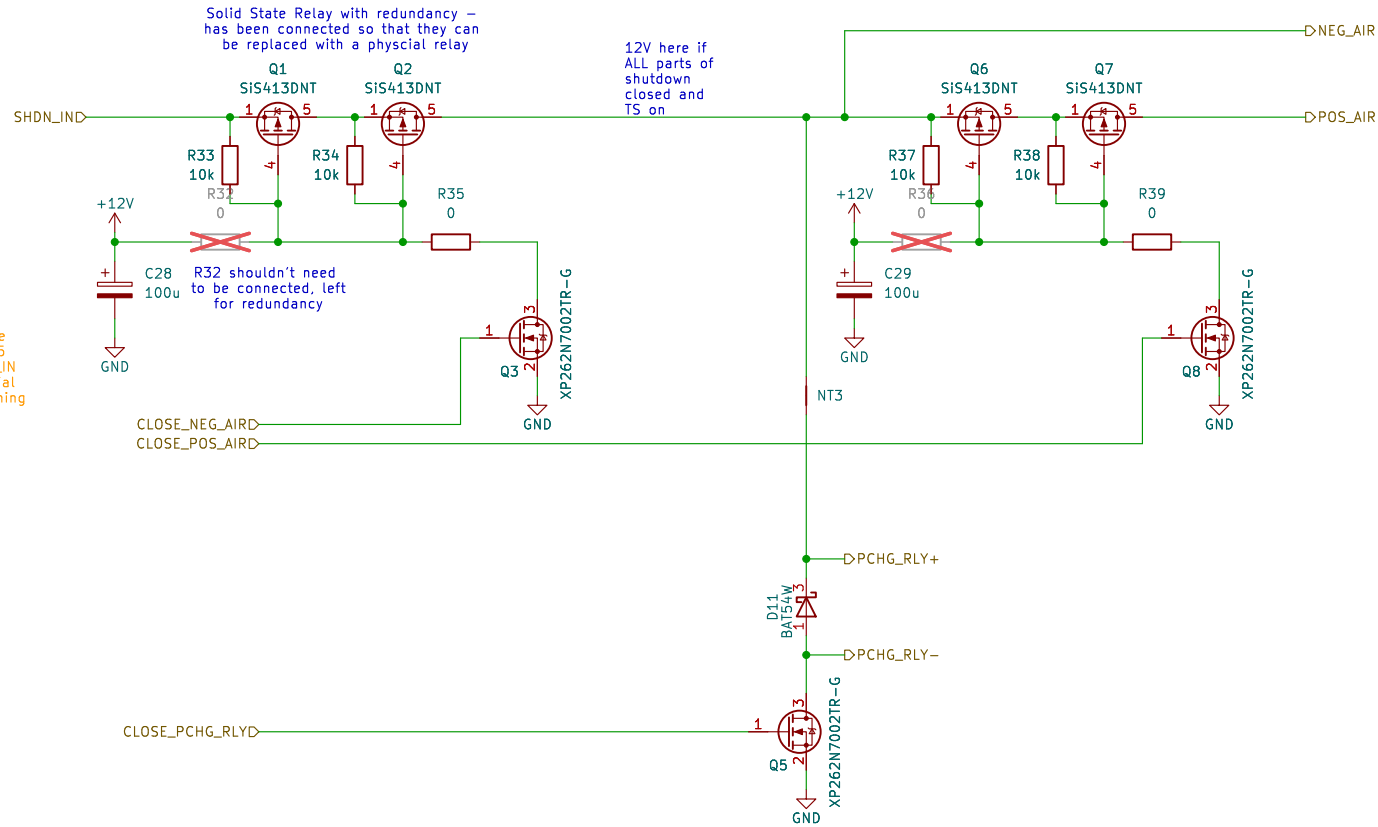 Solid State Relay with redundancy –
has been connected so that they can
be replaced with a physcial relay
12V here if
ALL parts of
shutdown
closed and
TS on
NEG_AIR
Q1
SiS413DNT
Q2
SiS413DNT
Q6
SiS413DNT
Q7
SiS413DNT
SHDN_IN
1
5
1
5
1
5
1
5
POS_AIR
R33
10k
4
R34
10k
4
R37
10k
4
R38
10k
4
R32
0
R35
0
R36
0
R39
0
+12V
+12V
C28
100u
R32 shouldn't need
to be connected, left
for redundancy
C29
100u
GND
GND
1
3
2
Q3
XP262N7002TR-G
GND
1
3
2
Q8
XP262N7002TR-G
GND
_IN
al
ning
NT3
CLOSE_NEG_AIR
CLOSE_POS_AIR
PCHG_RLY+
D11
BAT54W
3
1
PCHG_RLY–
CLOSE_PCHG_RLY
1
3
2
Q5
XP262N7002TR-G
GND